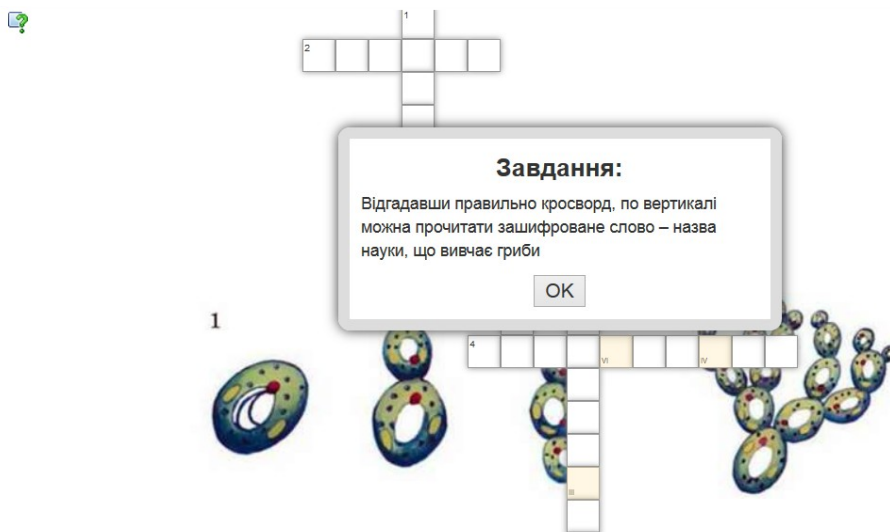 1
2
Завдання:
Відгадавши правильно кросворд, по вертикалі
можна прочитати зашифроване слово – назва
науки, що вивчає гриби
OK
1
4
VI
IV
III